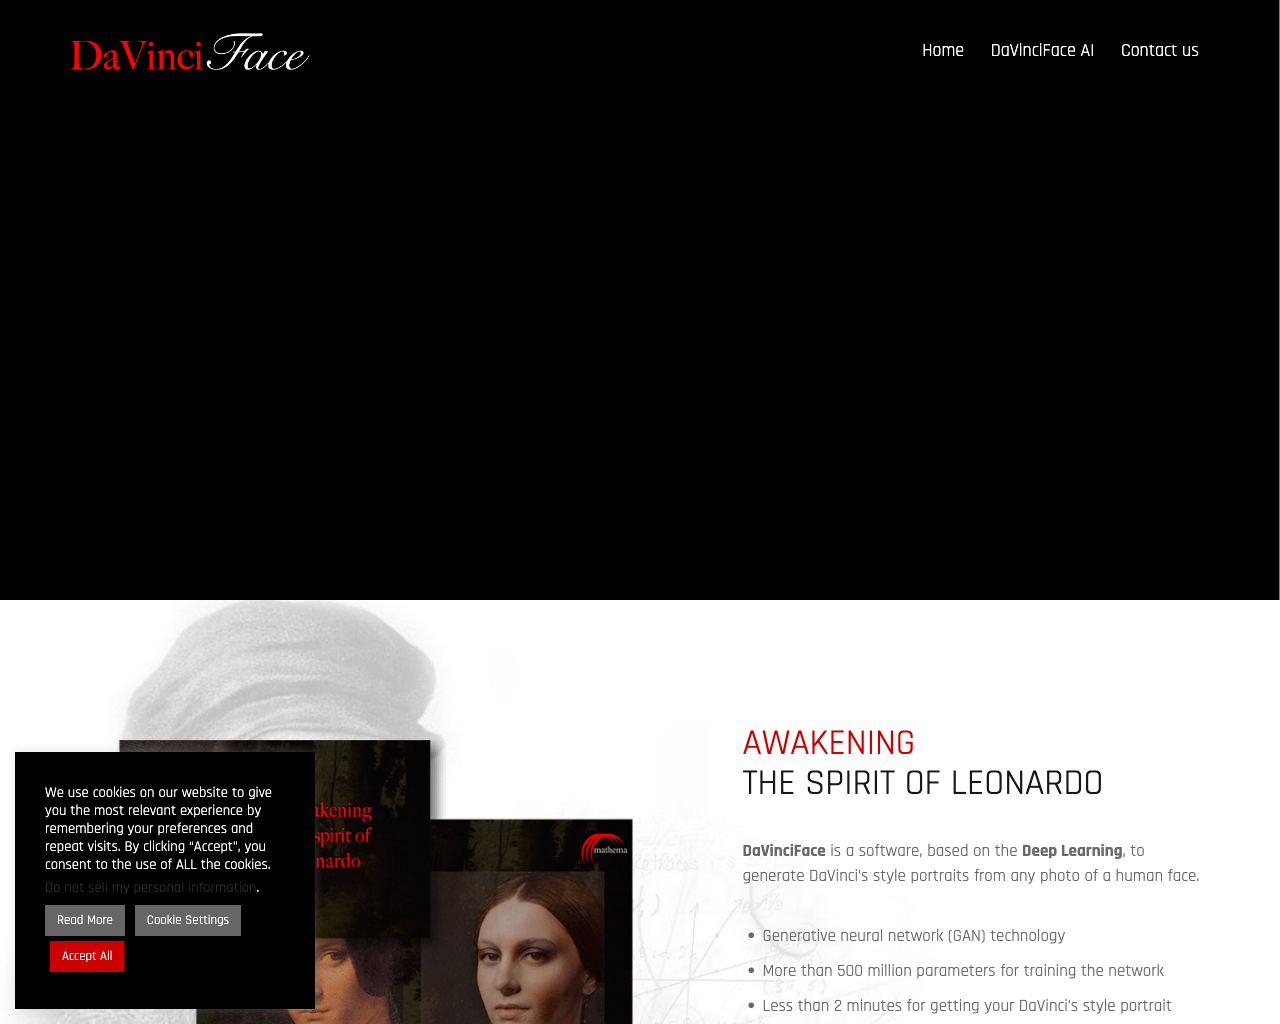 DaVinci Face
Home DaVinciFace AI Contact us
AWAKENING
THE SPIRIT OF LEONARDO
DaVinciFace is a software, based on the Deep Learning, to
generate DaVinci's style portraits from any photo of a human face.
• Generative neural network (GAN) technology
• More than 500 million parameters for training the network
• Less than 2 minutes for getting your DaVinci's style portrait
akening
spirit of
nardo
mathema
We use cookies on our website to give
you the most relevant experience by
remembering your preferences and
repeat visits. By clicking “Accept”, you
consent to the use of ALL the cookies.
Do not sell my personal information.
Read More Cookie Settings
Accept All